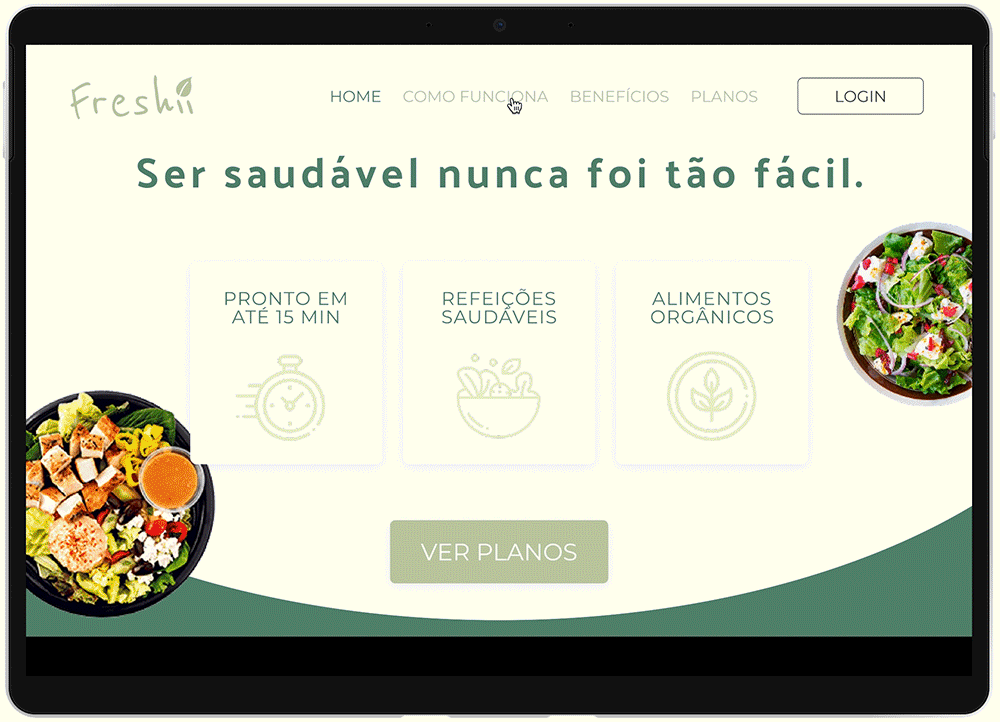 Freshii
HOME COMO FUNCIONA BENEFÍCIOS PLANOS LOGIN
Ser saudável nunca foi tão fácil.
PRONTO EM
ATÉ 15 MIN
REFEIÇÕES
SAUDÁVEIS
ALIMENTOS
ORGÂNICOS
VER PLANOS